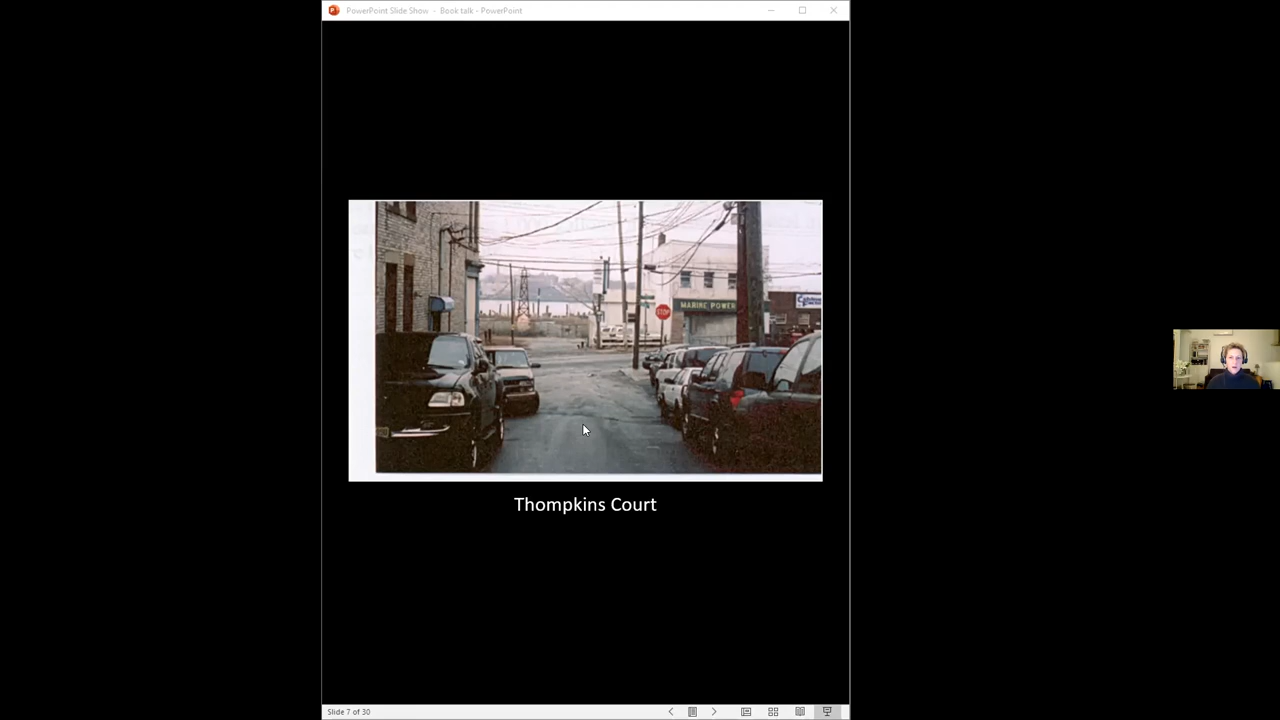 PowerPoint Slide Show - Book talk - PowerPoint
STOP
MARINE POWER
Thompkins Court
Slide 7 of 30